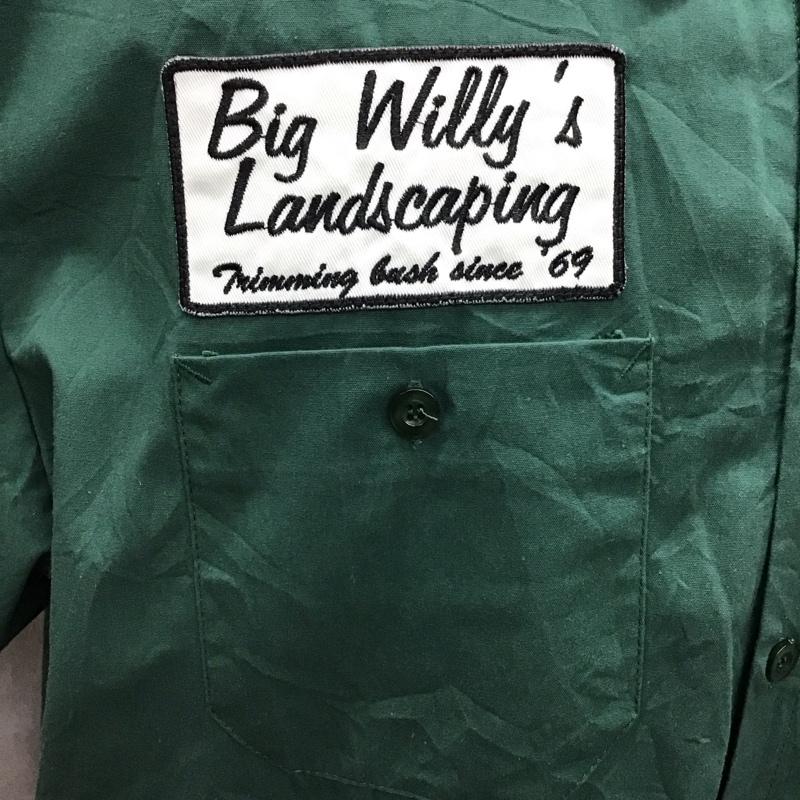 Big Willy's
Landscaping
Trimming bush since '69